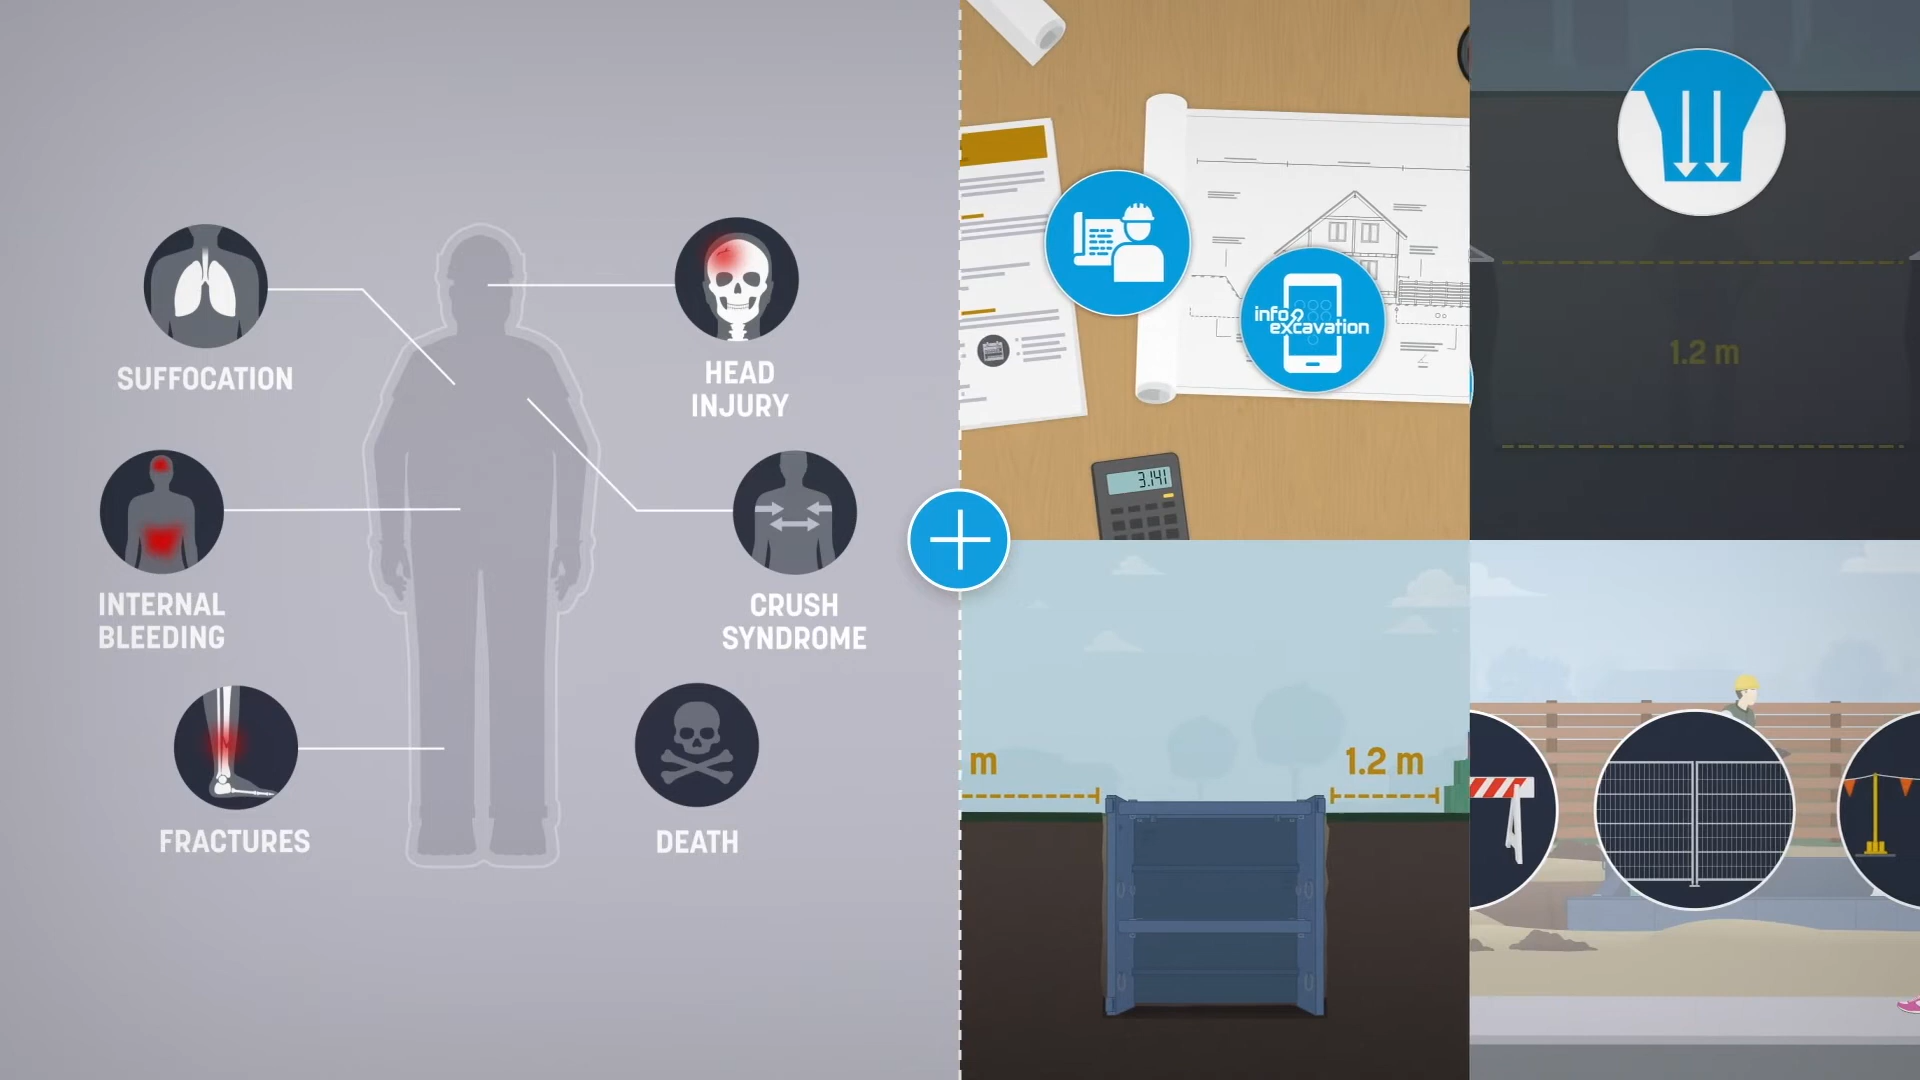 SUFFOCATION
HEAD
INJURY
INTERNAL
BLEEDING
CRUSH
SYNDROME
FRACTURES
DEATH
info
excavation
3.141
1.2 m
m
1.2 m